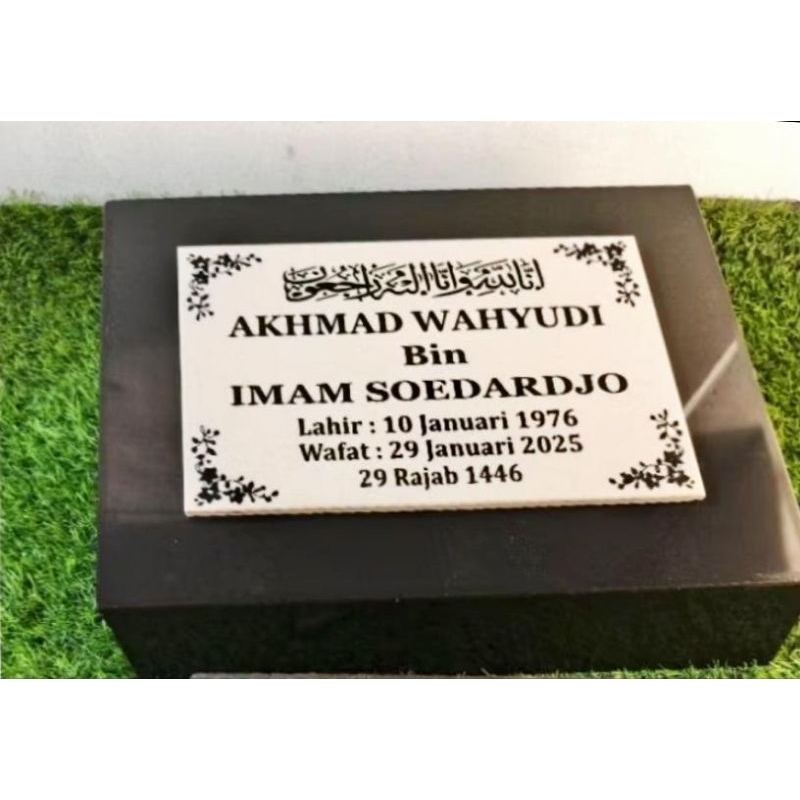 إنا لله وإنا إليه راجعون
AKHMAD WAHYUDI
Bin
IMAM SOEDARDJO
Lahir : 10 Januari 1976
Wafat : 29 Januari 2025
29 Rajab 1446